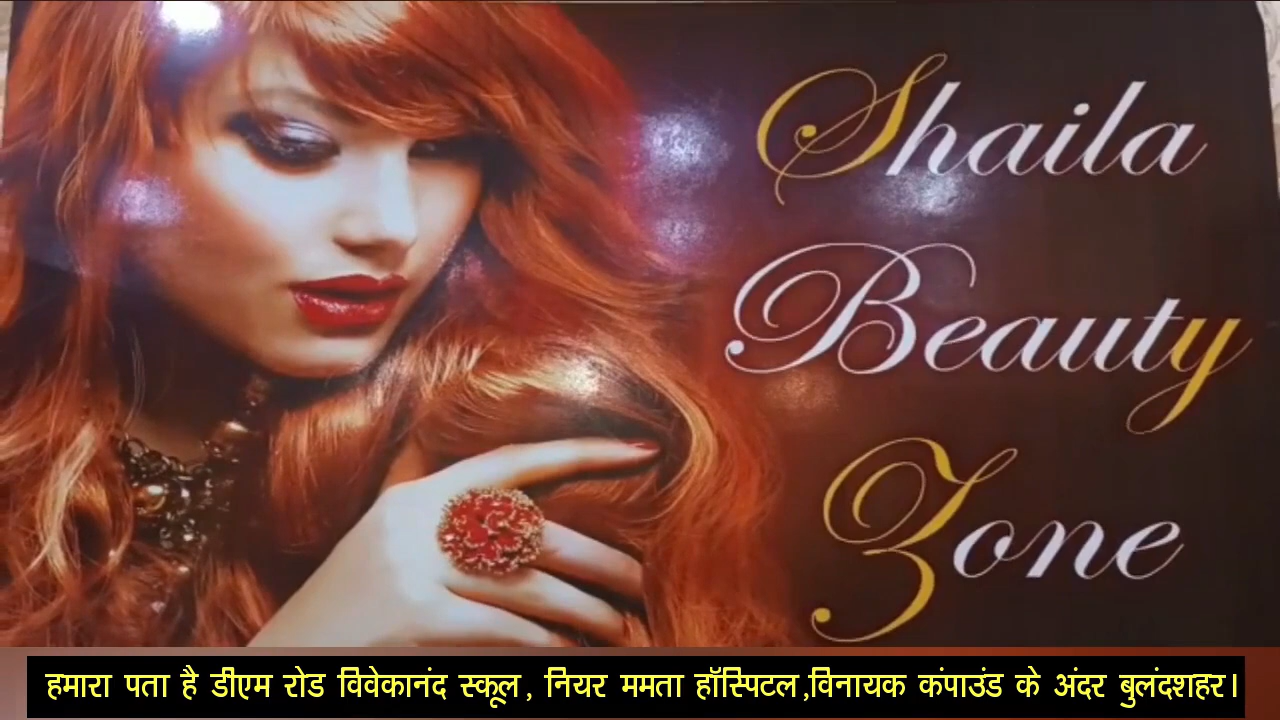 Shaila
Beauty
Zone
हमारा पता है डीएम रोड विवेकानंद स्कूल, नियर ममता हॉस्पिटल,विनायक कंपाउंड के अंदर बुलंदशहर।